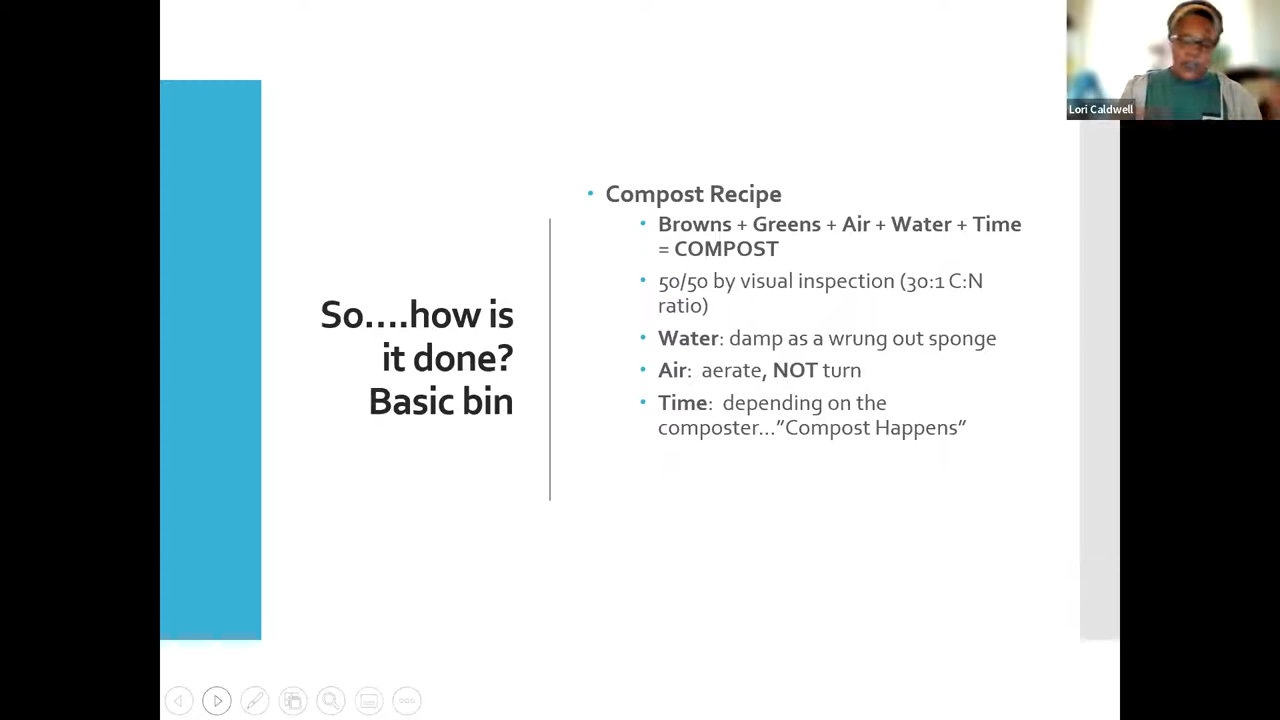 Lori Caldwell
So....how is
it done?
Basic bin
• Compost Recipe
• Browns + Greens + Air + Water + Time
= COMPOST
• 50/50 by visual inspection (30:1 C:N
ratio)
• Water: damp as a wrung out sponge
• Air:  aerate, NOT turn
• Time:  depending on the
composter...”Compost Happens“